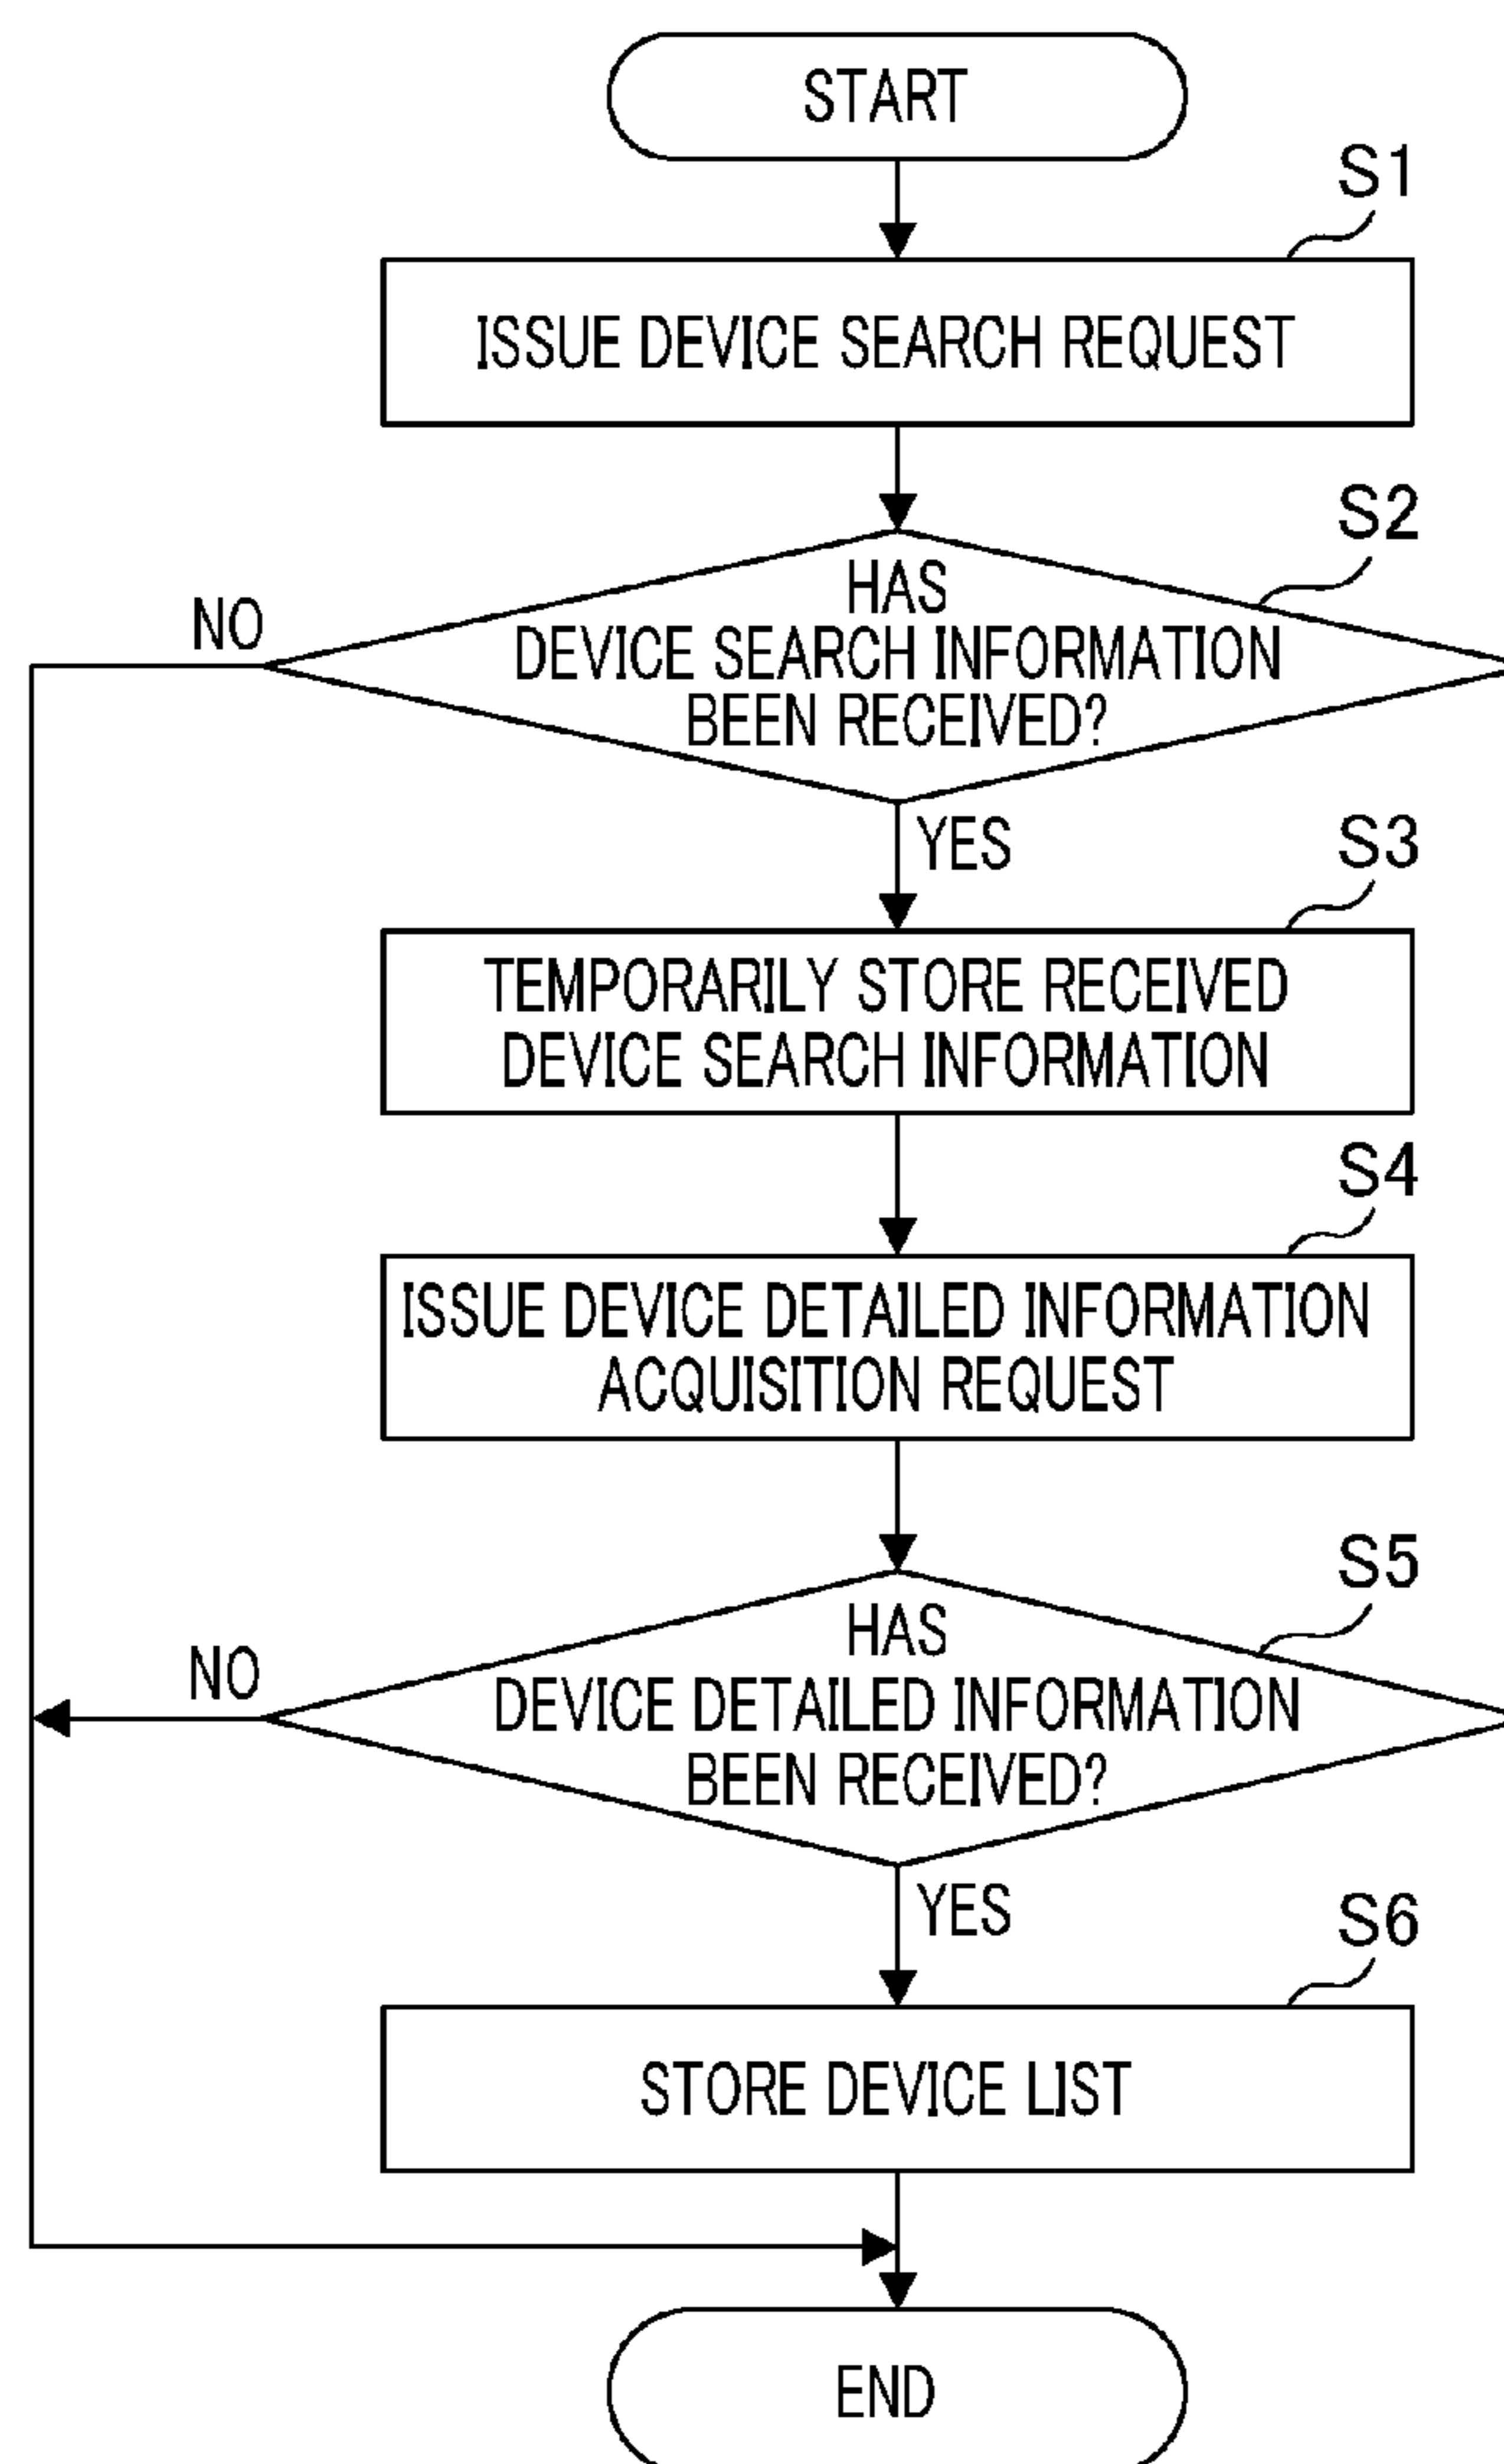 START
S1
ISSUE DEVICE SEARCH REQUEST
S2
HAS
DEVICE SEARCH INFORMATION
BEEN RECEIVED?
NO
YES
S3
TEMPORARILY STORE RECEIVED
DEVICE SEARCH INFORMATION
S4
ISSUE DEVICE DETAILED INFORMATION
ACQUISITION REQUEST
S5
HAS
DEVICE DETAILED INFORMATION
BEEN RECEIVED?
NO
YES
S6
STORE DEVICE LIST
END